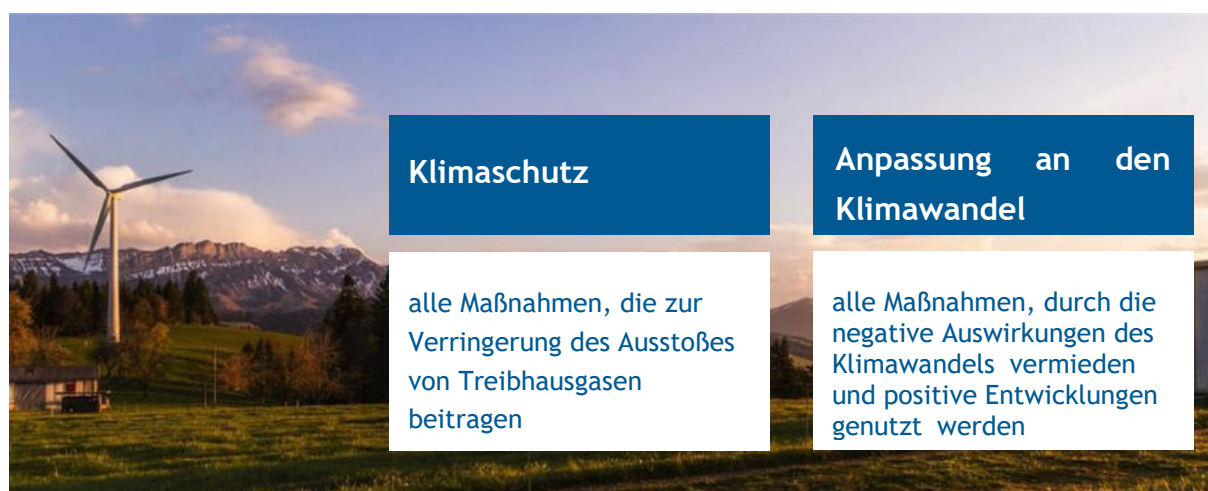 Klimaschutz
alle Maßnahmen, die zur
Verringerung des Ausstoßes
von Treibhausgasen
beitragen
Anpassung an den
Klimawandel
alle Maßnahmen, durch die
negative Auswirkungen des
Klimawandels vermieden
und positive Entwicklungen
genutzt werden